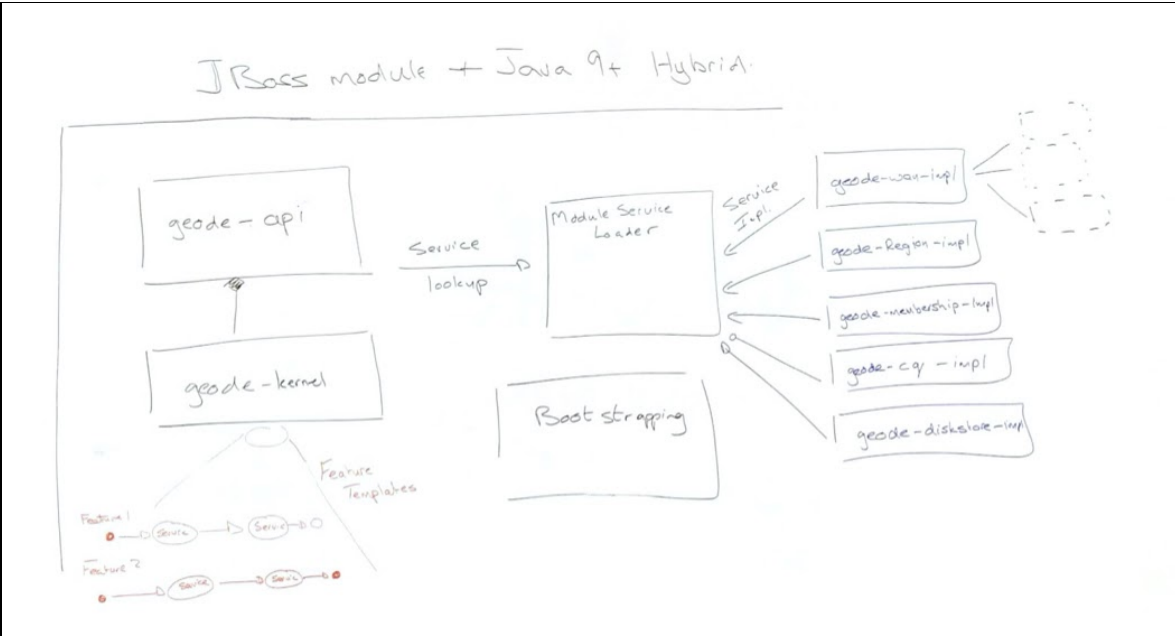 JBoss module + Java 9+ Hybrid.
geode-api
Service
lookup
Module Service
Loader
Service
Impl.
geode-wan-impl
geode-Region-impl
geode-membership-Impl
geode-cq-impl
geode-diskstore-impl
geode-kernel
Boot strapping
Feature
Templates
Feature 1
Service
Servic
Feature 2
Service
Servic